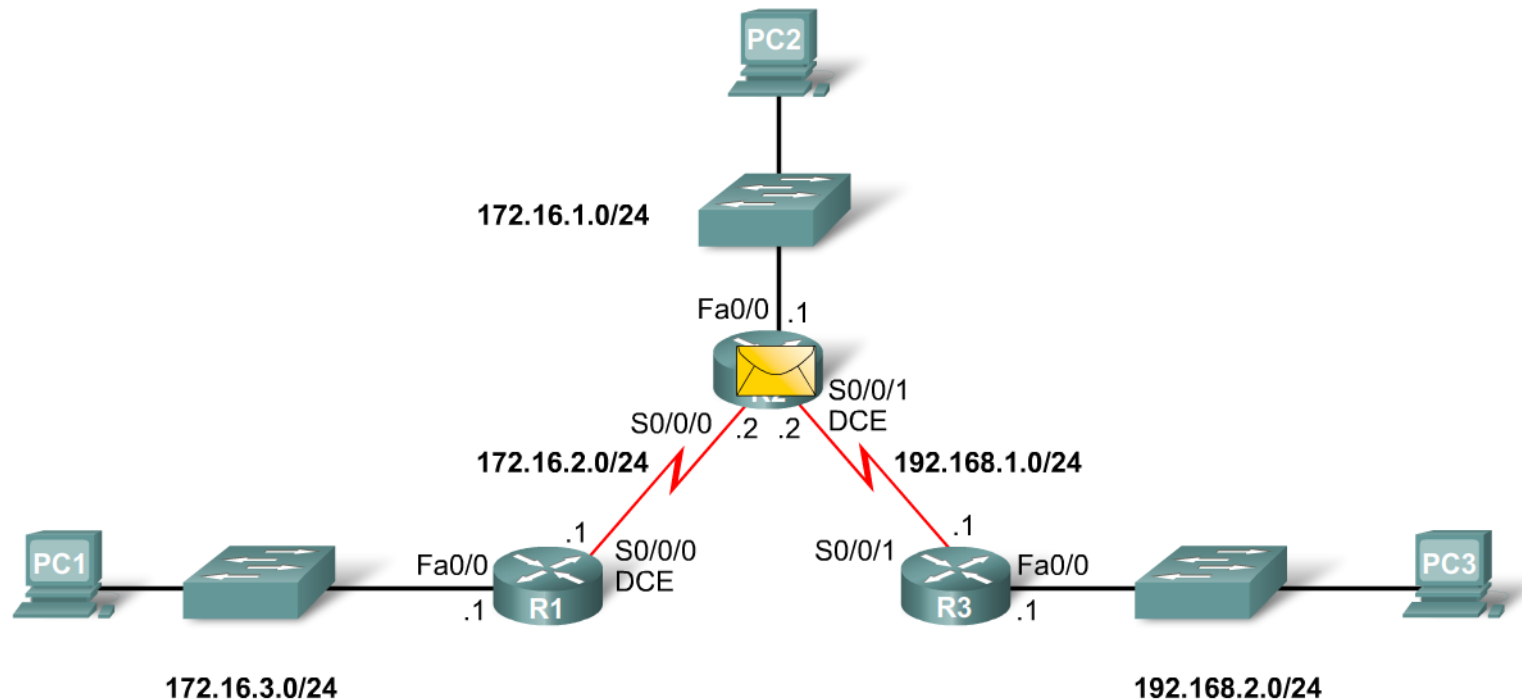 PC2
172.16.1.0/24
Fa0/0
.1
R2
S0/0/1
DCE
S0/0/0
.2
.2
172.16.2.0/24
192.168.1.0/24
PC1
Fa0/0
.1
.1
S0/0/0
DCE
R1
S0/0/1
.1
Fa0/0
.1
R3
PC3
172.16.3.0/24
192.168.2.0/24